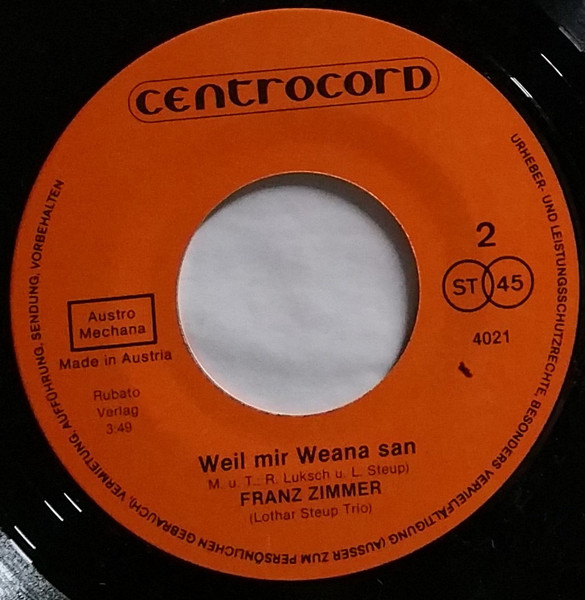 centrocord
2
ST 45
4021
Austro
Mechana
Made in Austria
Rubato
Verlag
3:49
Weil mir Weana san
M. u. T.: R. Luksch u. L. Steup)
FRANZ ZIMMER
(Lothar Steup Trio)
URHEBER- UND LEISTUNGSSCHUTZRECHTE, BESONDERS VERVIELFÄLTIGUNG (AUSSER ZUM PERSÖNLICHEN GEBRAUCH), VERMIETUNG, AUFFÜHRUNG, SENDUNG, VORBEHALTEN